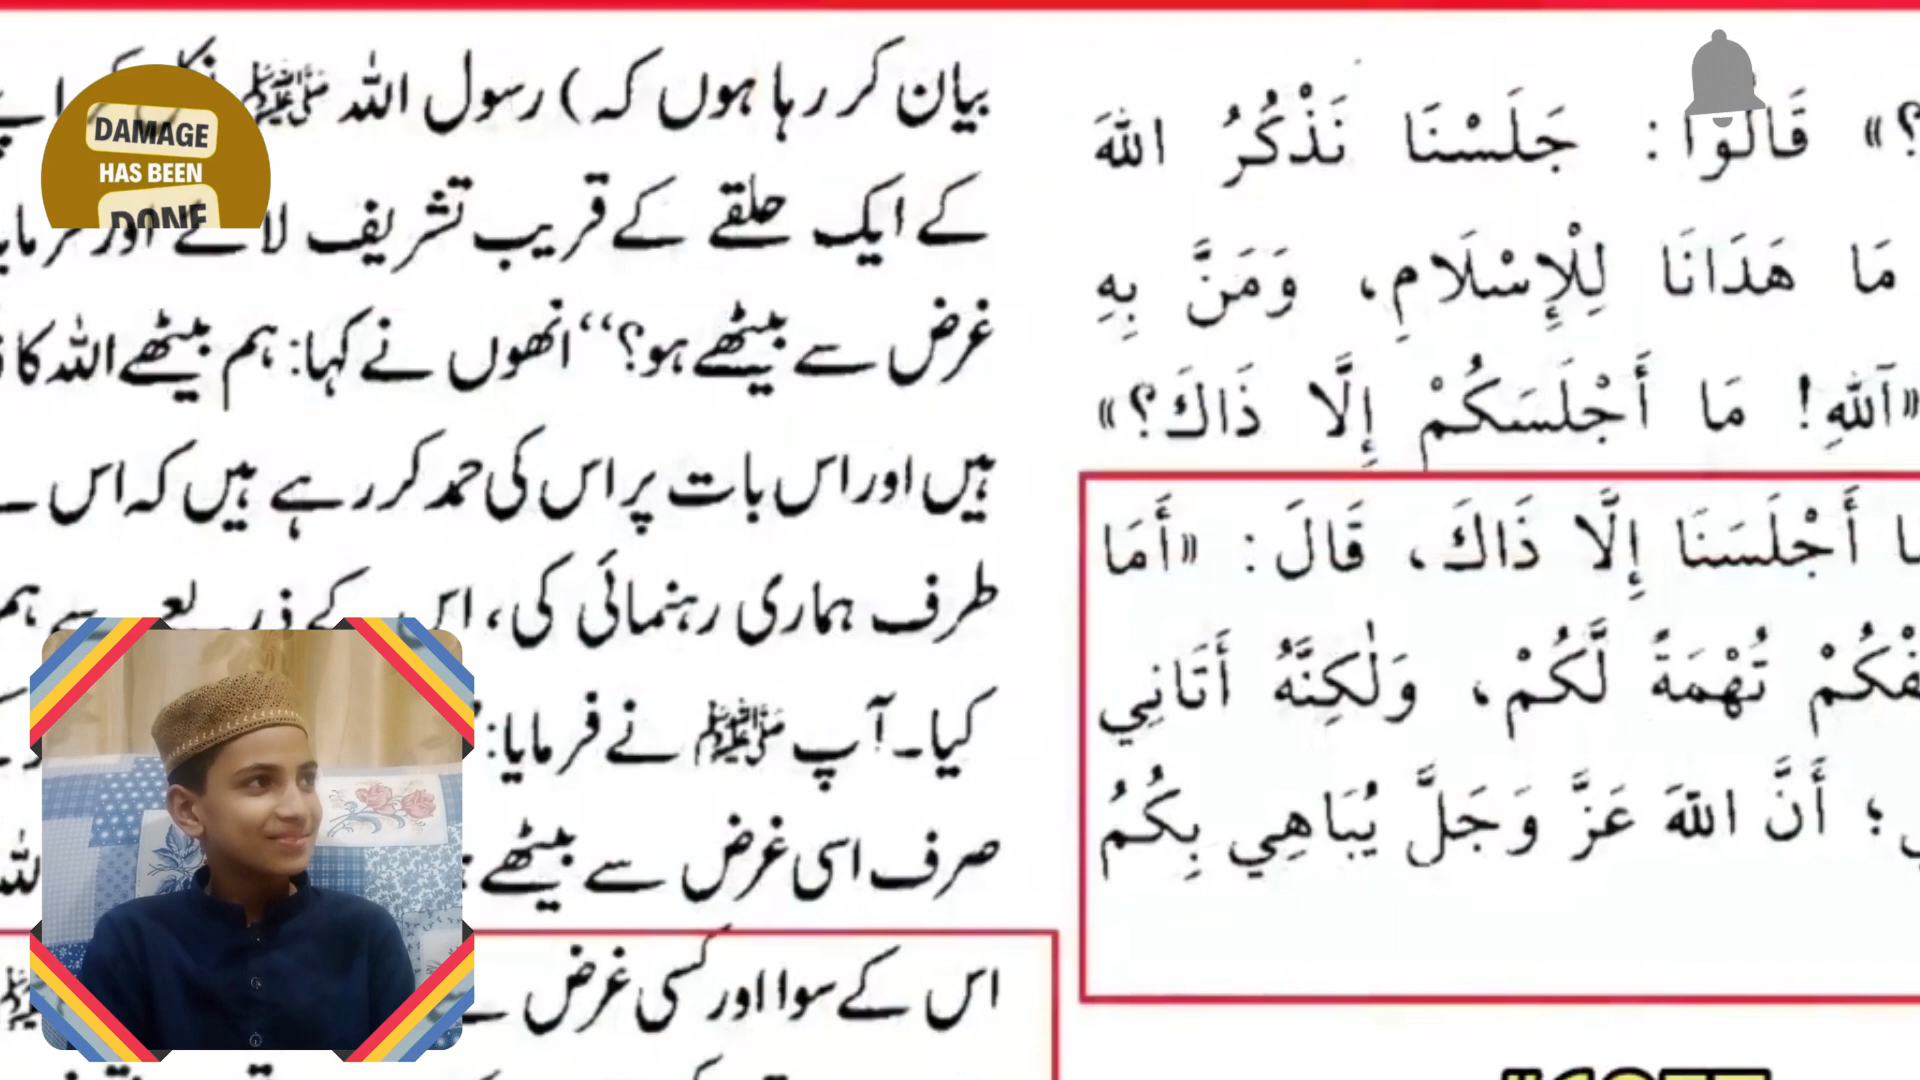 ؟» قَالُوا: جَلَسْنَا نَذْكُرُ اللهَ
مَا هَدَانَا لِلْإِسْلَامِ، وَمَنَّ بِهِ
«آللهِ! مَا أَجْلَسَكُمْ إِلَّا ذَاكَ؟»
أَجْلَسَنَا إِلَّا ذَاكَ، قَالَ: «أَمَا
تُهْمَةً لَّكُمْ، وَلٰكِنَّهُ أَتَانِي
؛ أَنَّ اللهَ عَزَّ وَجَلَّ يُبَاهِي بِكُمُ
بیان کر رہا ہوں کہ) رسول اللہ ﷺ
کے ایک حلقے کے قریب تشریف لائے اور
غرض سے بیٹھے ہو؟‘‘ انھوں نے کہا: ہم بیٹھے اللہ کا
ہیں اور اس بات پر اس کی حمد کر رہے ہیں کہ اس
طرف ہماری رہنمائی کی، اس کے ذریعے سے ہم
کیا۔ آپ ﷺ نے فرمایا:
صرف اسی غرض سے بیٹھے
اس کے سوا اور کسی غرض
DAMAGE
HAS BEEN
DONE